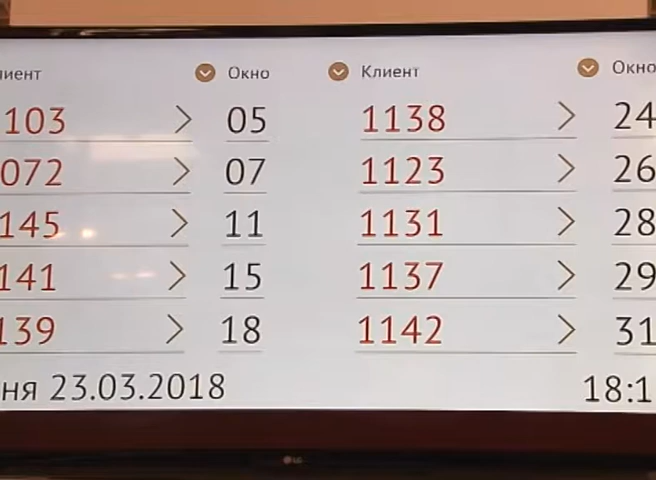 лиент Окно Клиент Окно
103 > 05 1138 > 24
072 > 07 1123 > 26
145 > 11 1131 > 28
141 > 15 1137 > 29
139 > 18 1142 > 31
ня 23.03.2018 18:1
LG